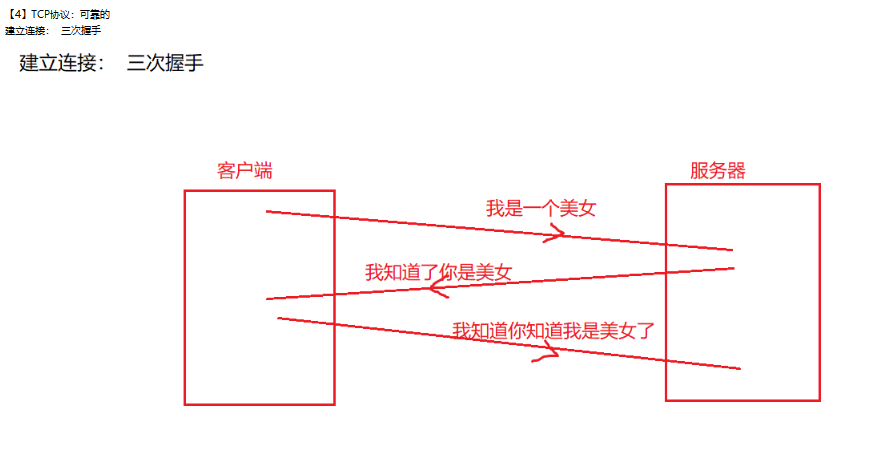 【4】TCP协议：可靠的
建立连接： 三次握手
建立连接： 三次握手
客户端
服务器
我是一个美女
我知道了你是美女
我知道你知道我是美女了